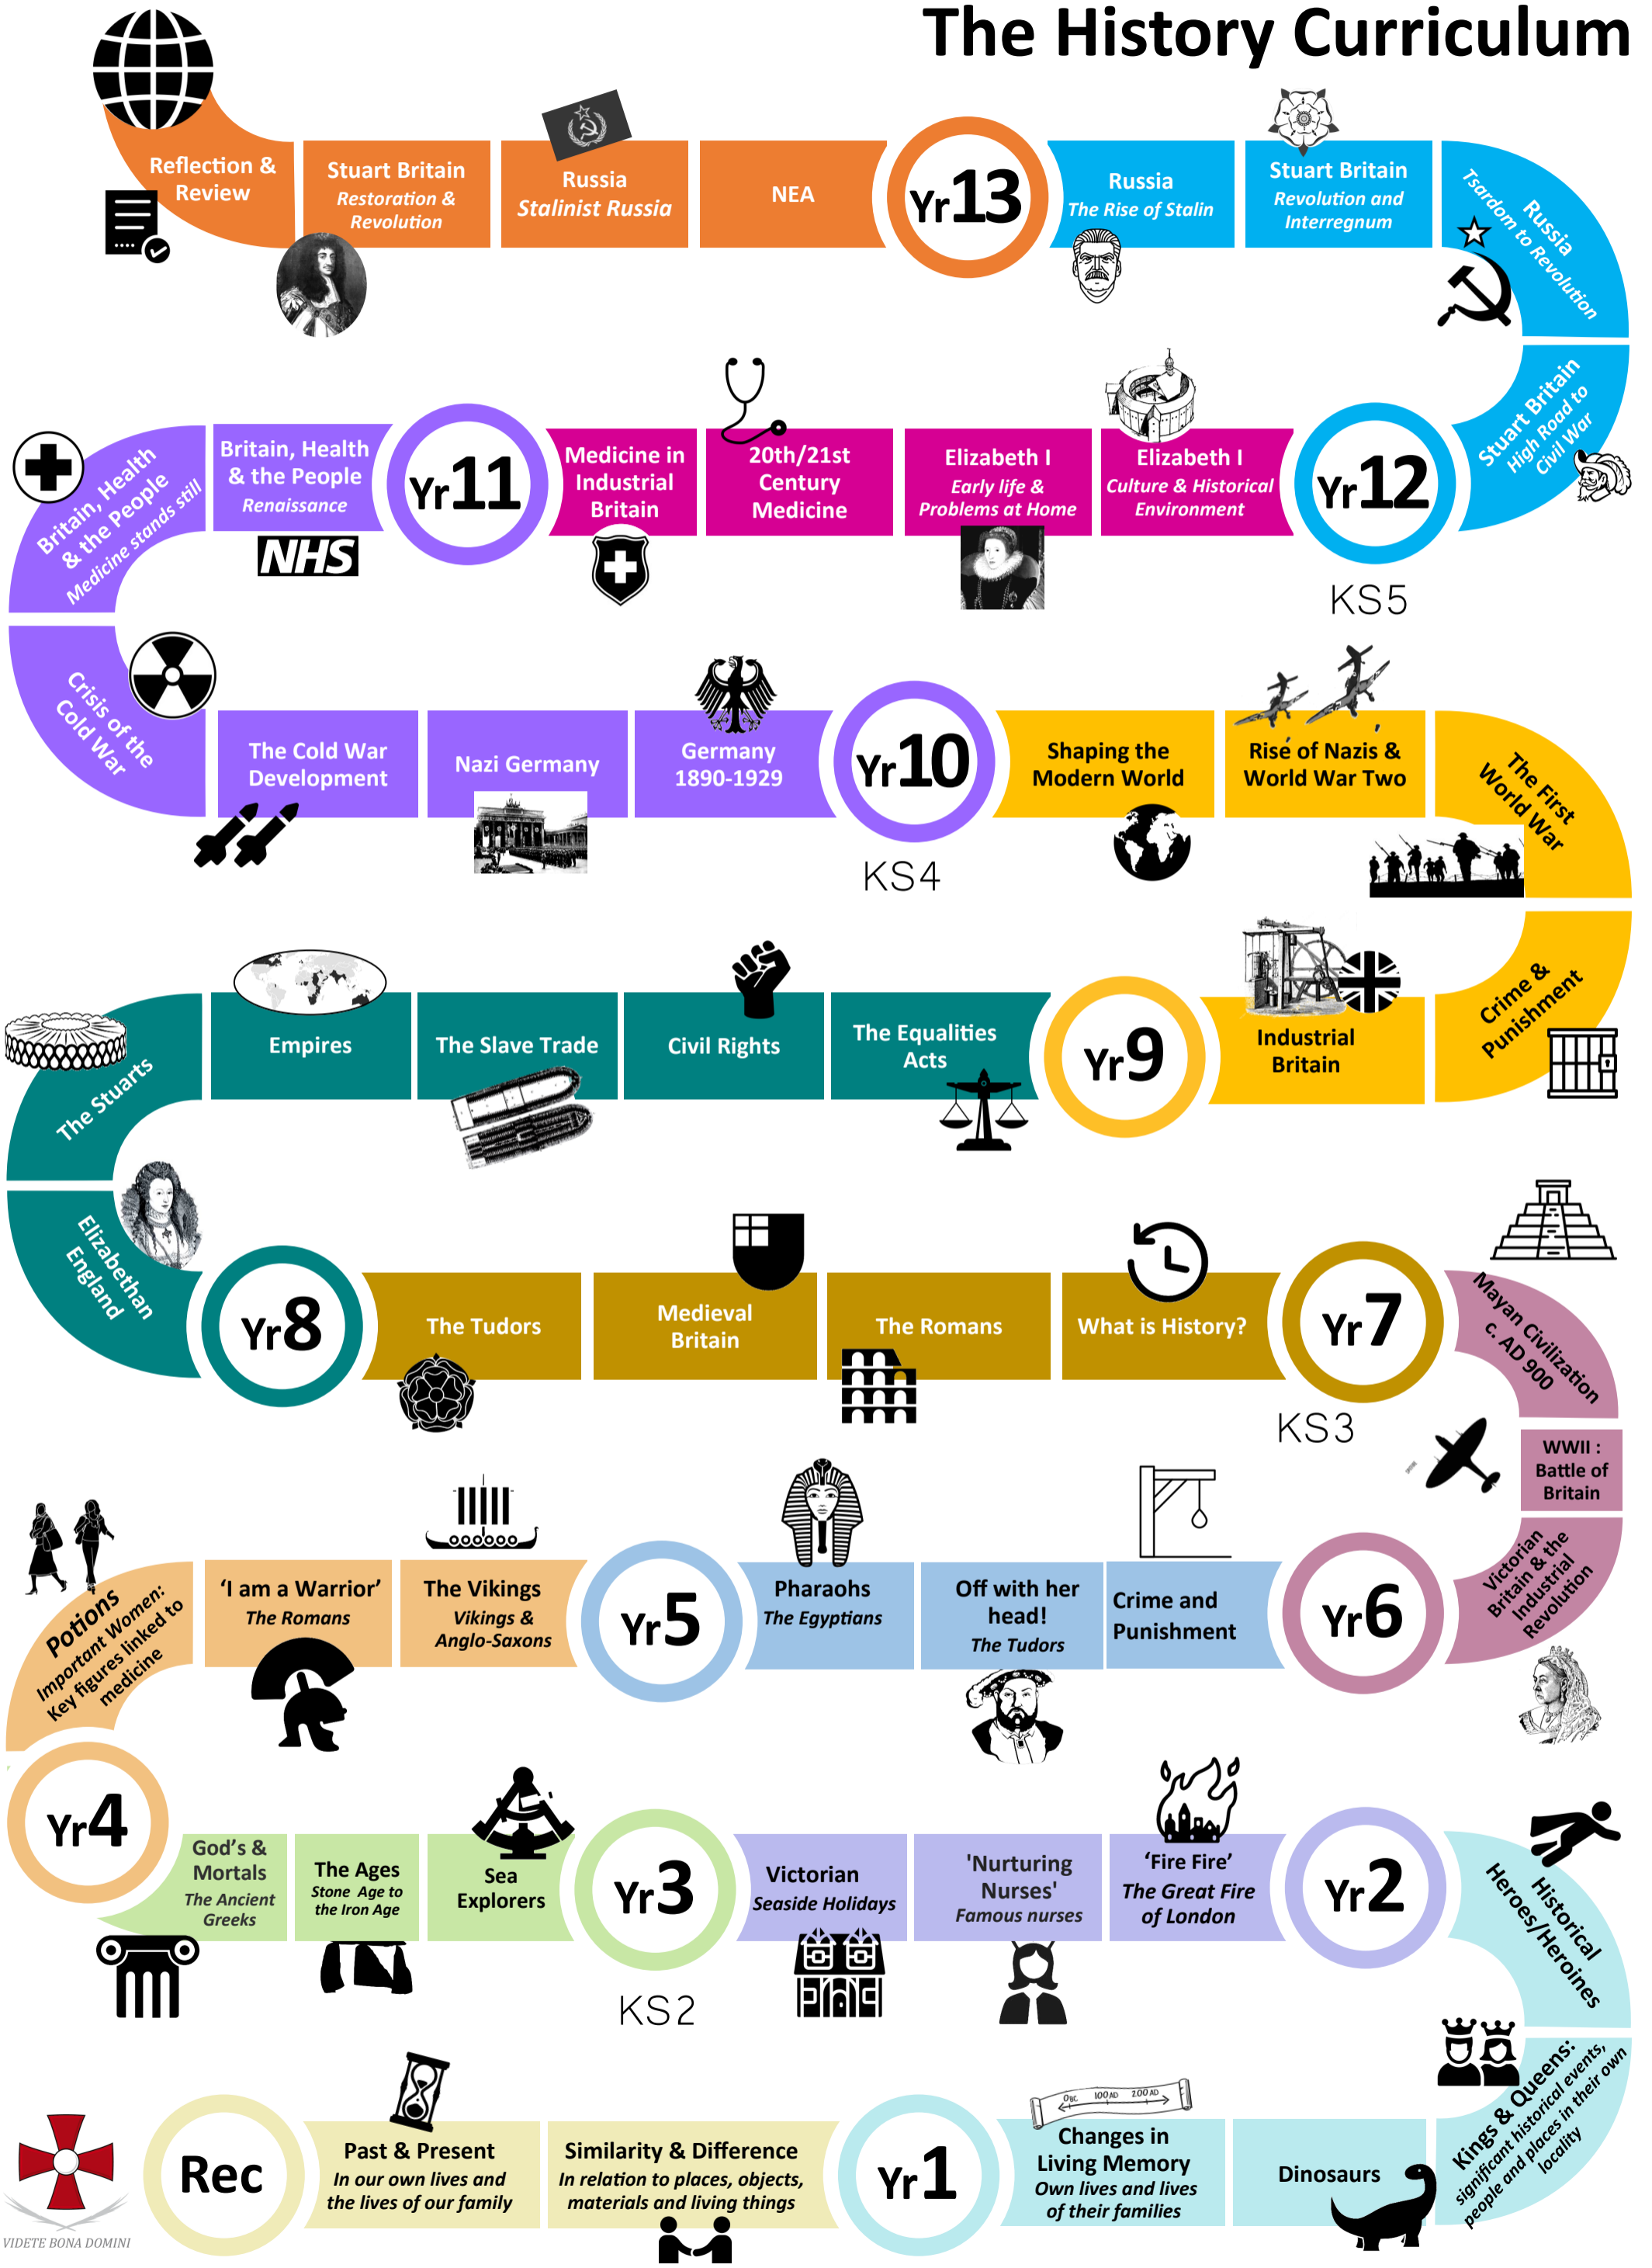 The History Curriculum
Reflection &
Review
Stuart Britain
Restoration &
Revolution
Russia
Stalinist Russia
NEA
Yr13
Russia
The Rise of Stalin
Stuart Britain
Revolution and
Interregnum
Russia
Tsardom to Revolution
Britain, Health
& the People
Medicine stands still
Britain, Health
& the People
Renaissance
NHS
Yr11
Medicine in
Industrial
Britain
20th/21st
Century
Medicine
Elizabeth I
Early life &
Problems at Home
Elizabeth I
Culture & Historical
Environment
Yr12
KS5
Stuart Britain
High Road to
Civil War
Crisis of the
Cold War
The Cold War
Development
Nazi Germany
Germany
1890-1929
Yr10
KS4
Shaping the
Modern World
Rise of Nazis &
World War Two
The First
World War
The Stuarts
Empires
The Slave Trade
Civil Rights
The Equalities
Acts
Yr9
Industrial
Britain
Crime &
Punishment
Elizabethan
England
Yr8
The Tudors
Medieval
Britain
The Romans
What is History?
Yr7
KS3
Mayan Civilization
c. AD 900
WWII :
Battle of
Britain
Potions
Important Women:
Key figures linked to
medicine
‘I am a Warrior’
The Romans
The Vikings
Vikings &
Anglo-Saxons
Yr5
Pharaohs
The Egyptians
Off with her
head!
The Tudors
Crime and
Punishment
Yr6
Victorian
Britain & the
Industrial
Revolution
Yr4
God’s &
Mortals
The Ancient
Greeks
The Ages
Stone Age to
the Iron Age
Sea
Explorers
Yr3
KS2
Victorian
Seaside Holidays
'Nurturing
Nurses'
Famous nurses
‘Fire Fire’
The Great Fire
of London
Yr2
Historical
Heroes/Heroines
Rec
Past & Present
In our own lives and
the lives of our family
Similarity & Difference
In relation to places, objects,
materials and living things
Yr1
0BC 100AD 200AD
Changes in
Living Memory
Own lives and lives
of their families
Dinosaurs
Kings & Queens:
significant historical events,
people and places in their own
locality
VIDETE BONA DOMINI